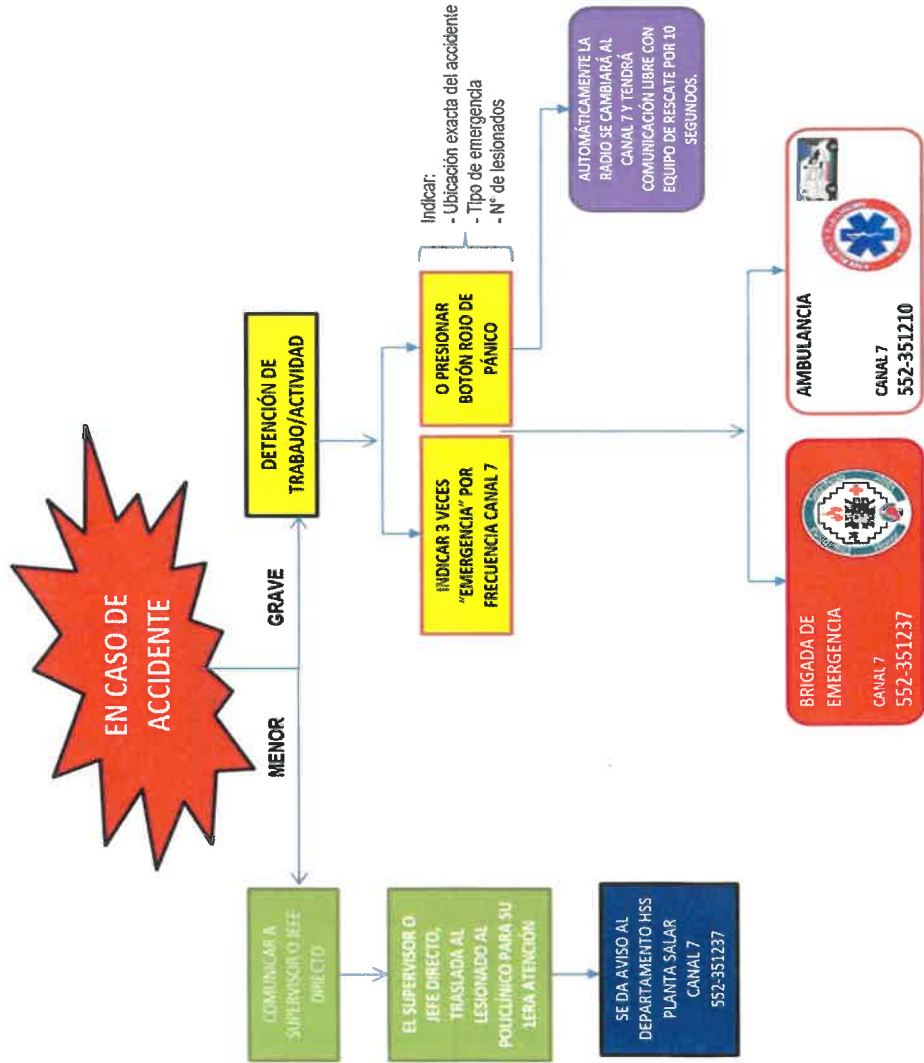 EN CASO DE
ACCIDENTE
MENOR
GRAVE
COMUNICAR A
SUPERVISOR O JEFE
DIRECTO
EL SUPERVISOR O
JEFE DIRECTO,
TRASLADA AL
LESIONADO AL
POLICLÍNICO PARA SU
1ERA ATENCIÓN
SE DA AVISO AL
DEPARTAMENTO HSS
PLANTA SALAR
CANAL 7
552-351237
DETENCIÓN DE
TRABAJO/ACTIVIDAD
INDICAR 3 VECES
"EMERGENCIA" POR
FRECUENCIA CANAL 7
O PRESIONAR
BOTÓN ROJO DE
PÁNICO
Indicar:
- Ubicación exacta del accidente
- Tipo de emergencia
- N° de lesionados
AUTOMÁTICAMENTE LA
RADIO SE CAMBIARÁ AL
CANAL 7 Y TENDRÁ
COMUNICACIÓN LIBRE CON
EQUIPO DE RESCATE POR 10
SEGUNDOS.
BRIGADA DE
EMERGENCIA
CANAL 7
552-351237
AMBULANCIA
CANAL 7
552-351210